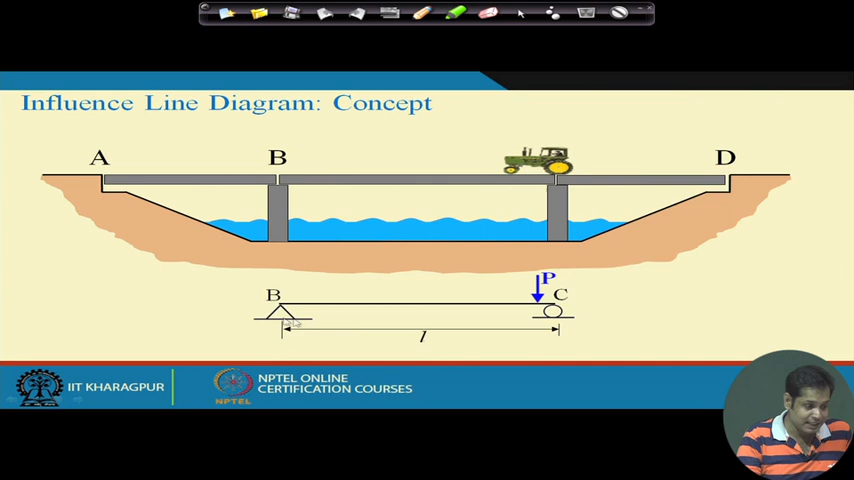 Influence Line Diagram: Concept
A
B
D
P
B
C
l
IIT KHARAGPUR
NPTEL ONLINE
CERTIFICATION COURSES
NPTEL